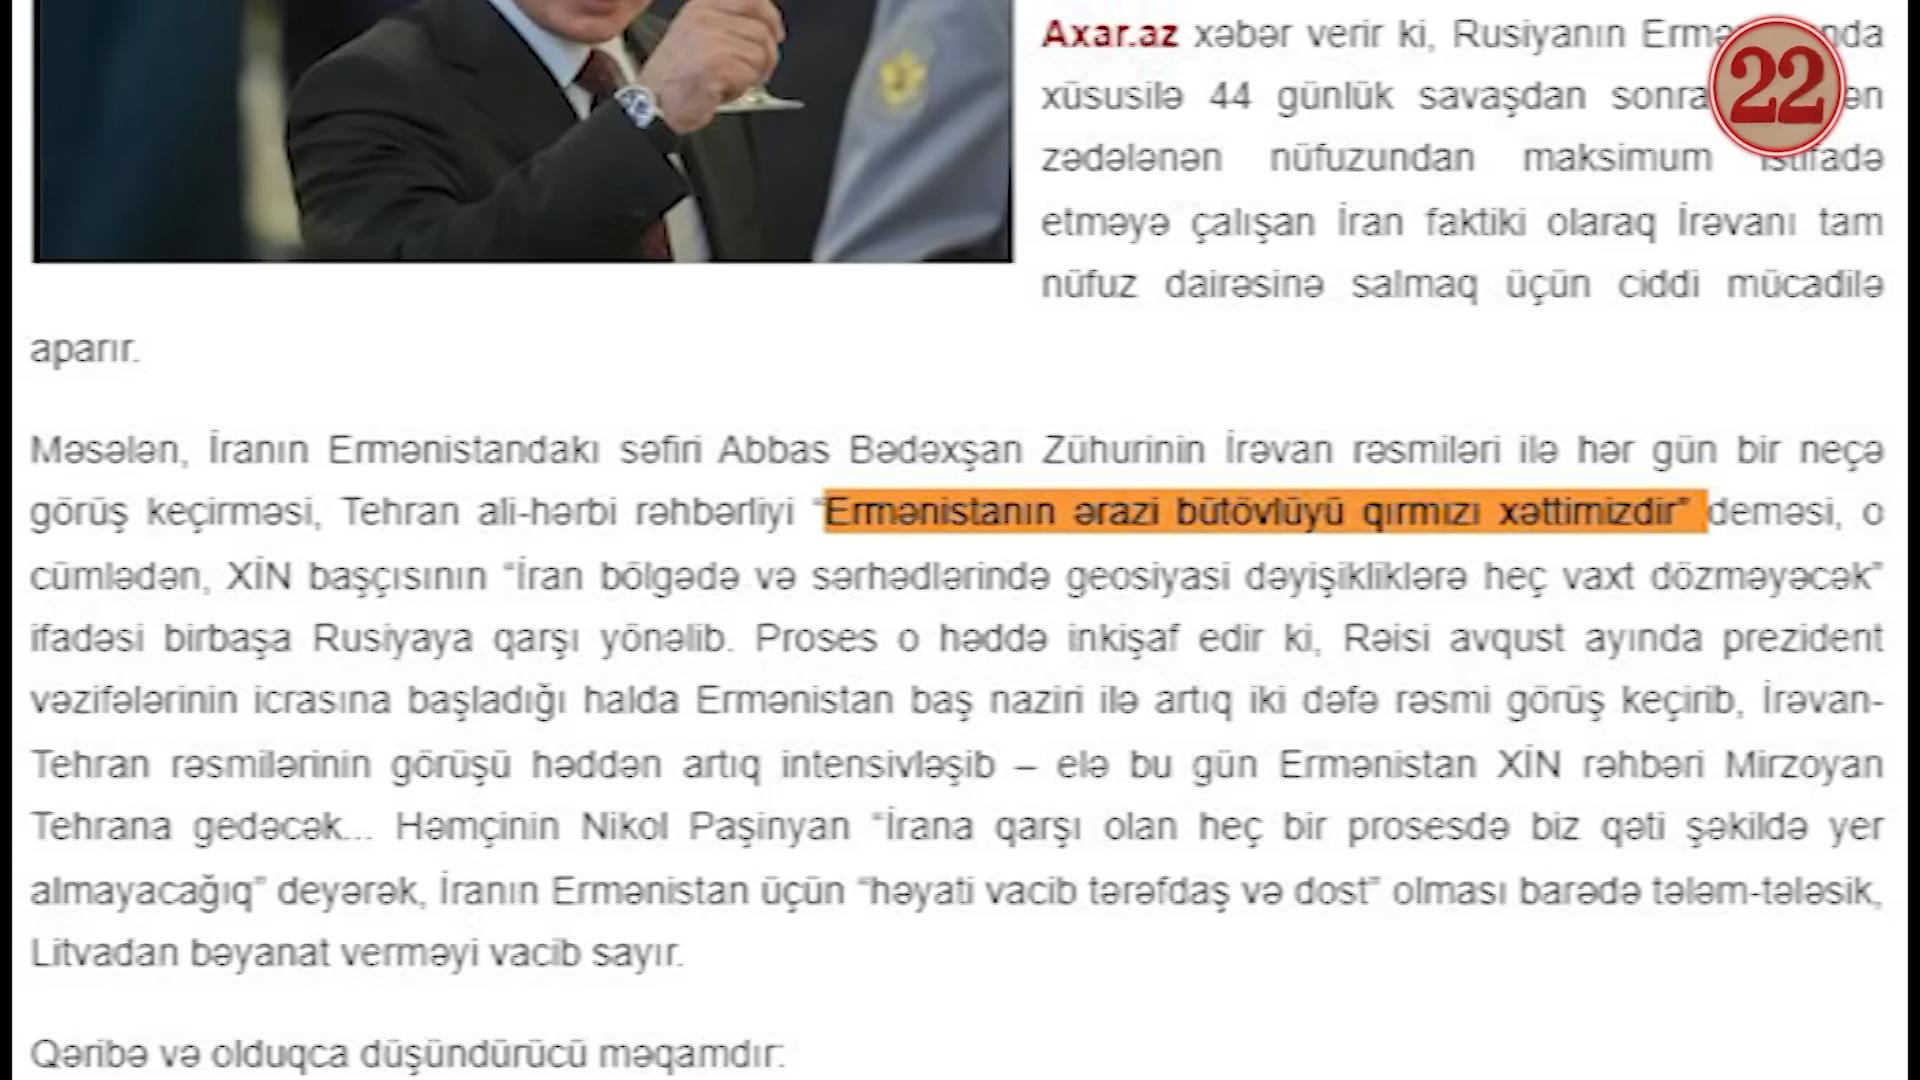 Axar.az xəbər verir ki, Rusiyanın
22
xüsusilə 44 günlük savaşdan sonra
zədələnən nüfuzundan maksimum istifadə
etməyə çalışan İran faktiki olaraq İrəvanı tam
nüfuz dairəsinə salmaq üçün ciddi mücadilə
aparır.
Məsələn, İranın Ermənistandakı səfiri Abbas Bədəxşan Zühurinin İrəvan rəsmiləri ilə hər gün bir neçə
görüş keçirməsi, Tehran ali-hərbi rəhbərliyi “Ermənistanın ərazi bütövlüyü qırmızı xəttimizdir” deməsi, o
cümlədən, XİN başçısının “İran bölgədə və sərhədlərində geosiyasi dəyişikliklərə heç vaxt dözməyəcək”
ifadəsi birbaşa Rusiyaya qarşı yönəlib. Proses o həddə inkişaf edir ki, Rəisi avqust ayında prezident
vəzifələrinin icrasına başladığı halda Ermənistan baş naziri ilə artıq iki dəfə rəsmi görüş keçirib, İrəvan-
Tehran rəsmilərinin görüşü həddən artıq intensivləşib – elə bu gün Ermənistan XİN rəhbəri Mirzoyan
Tehrana gedəcək... Həmçinin Nikol Paşinyan “İrana qarşı olan heç bir prosesdə biz qəti şəkildə yer
almayacağıq” deyərək, İranın Ermənistan üçün “həyati vacib tərəfdaş və dost” olması barədə tələm-tələsik,
Litvadan bəyanat verməyi vacib sayır.
Qəribə və olduqca düşündürücü məqamdır: